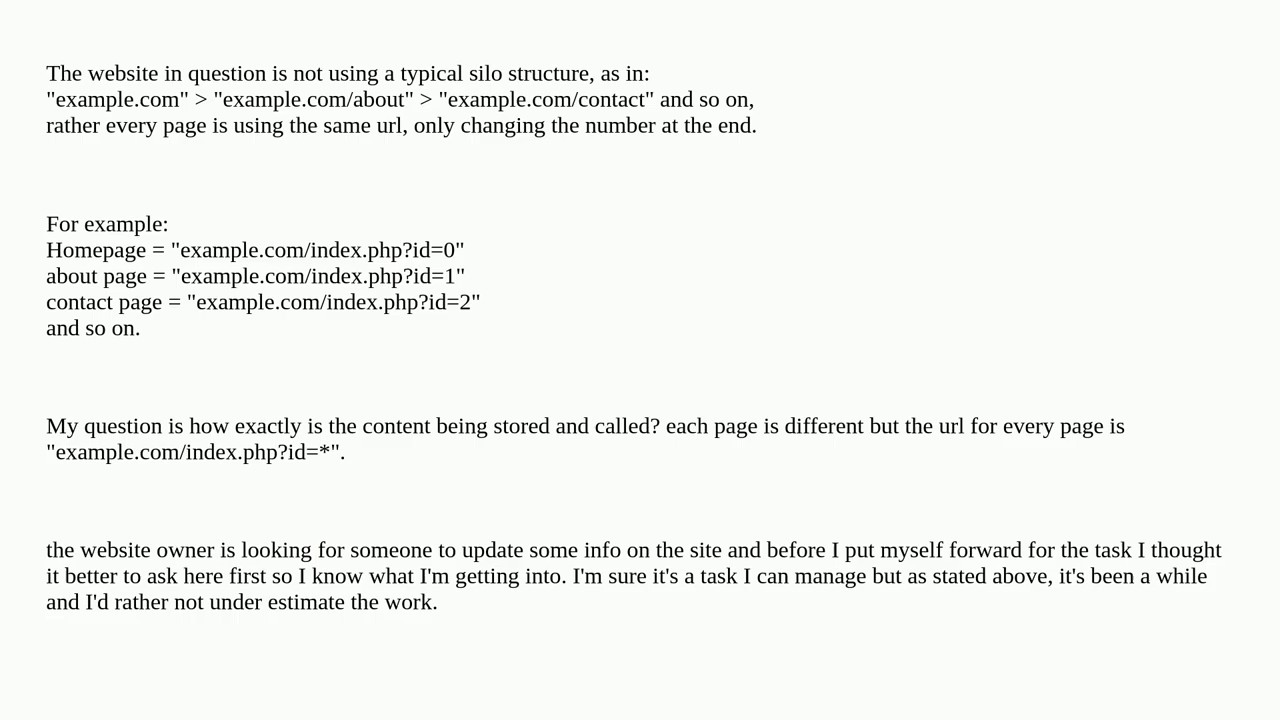 The website in question is not using a typical silo structure, as in:
"example.com" > "example.com/about" > "example.com/contact" and so on,
rather every page is using the same url, only changing the number at the end.
For example:
Homepage = "example.com/index.php?id=0"
about page = "example.com/index.php?id=1"
contact page = "example.com/index.php?id=2"
and so on.
My question is how exactly is the content being stored and called? each page is different but the url for every page is
"example.com/index.php?id=*".
the website owner is looking for someone to update some info on the site and before I put myself forward for the task I thought
it better to ask here first so I know what I'm getting into. I'm sure it's a task I can manage but as stated above, it's been a while
and I'd rather not under estimate the work.